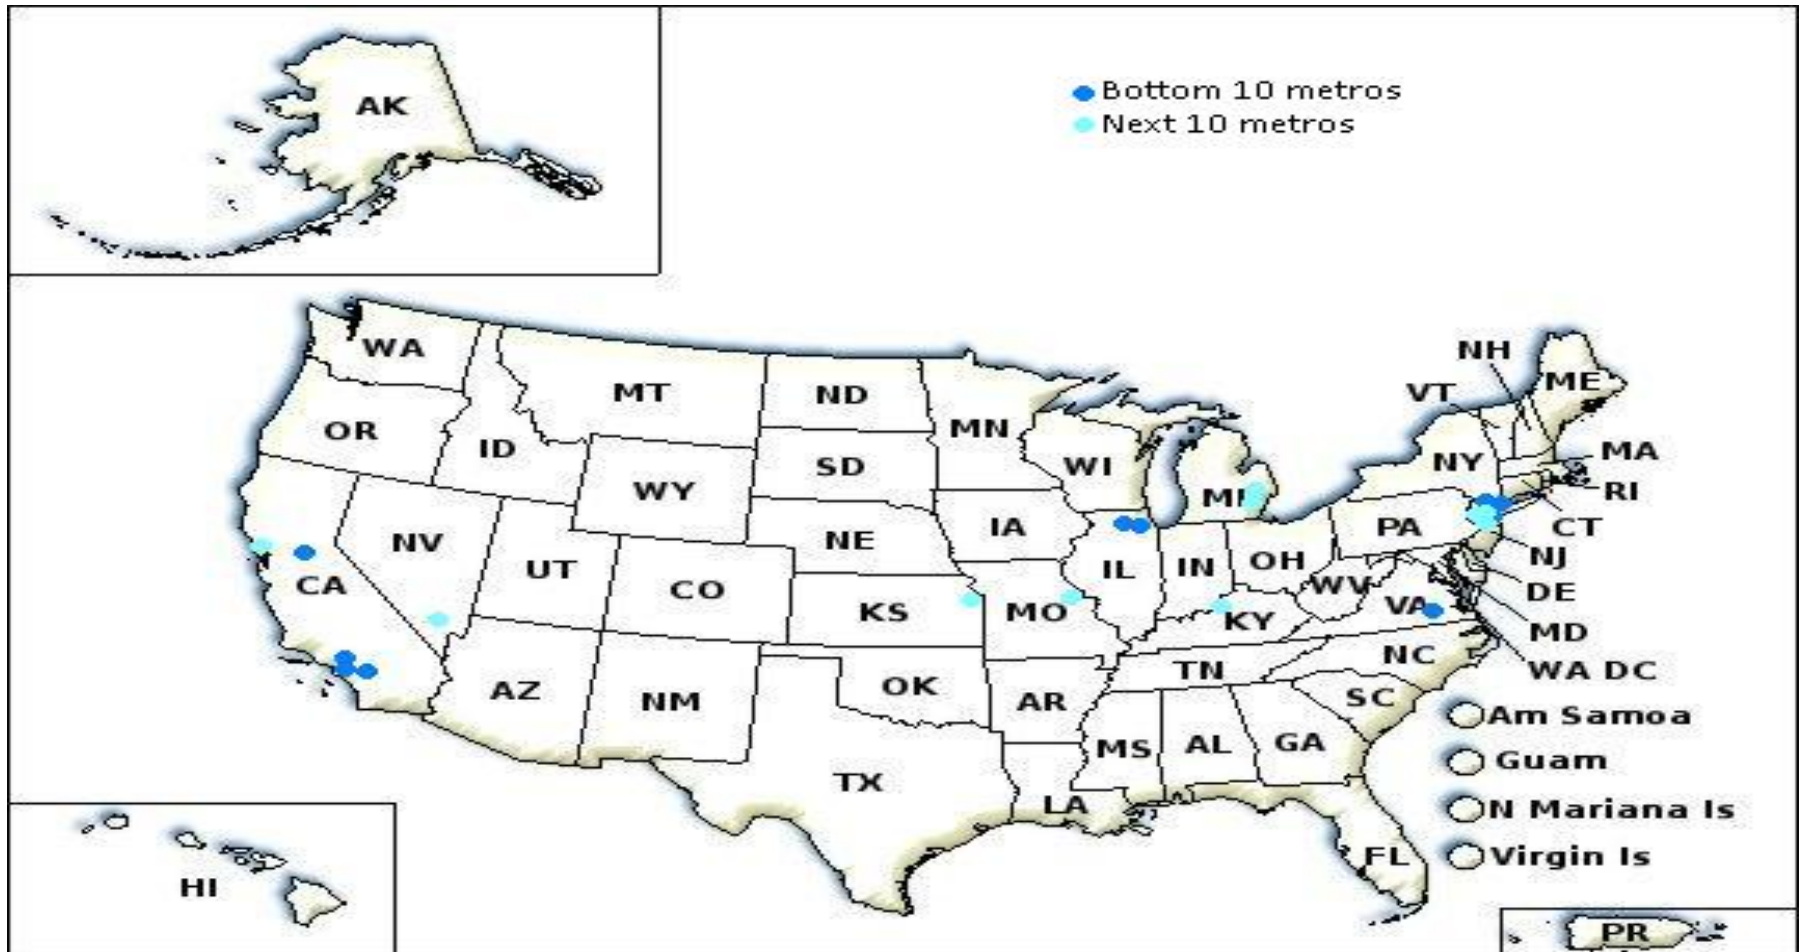 AK
Bottom 10 metros
Next 10 metros
WA
MT
ND
MN
OR
ID
SD
WI
WY
MI
NH
VT
ME
NY
MA
RI
CT
NJ
DE
MD
WA DC
NV
NE
IA
PA
CA
UT
CO
KS
MO
IL
IN
OH
WV
VA
KY
AZ
NM
OK
AR
TN
NC
SC
MS
AL
GA
TX
LA
FL
Am Samoa
Guam
N Mariana Is
Virgin Is
HI
PR